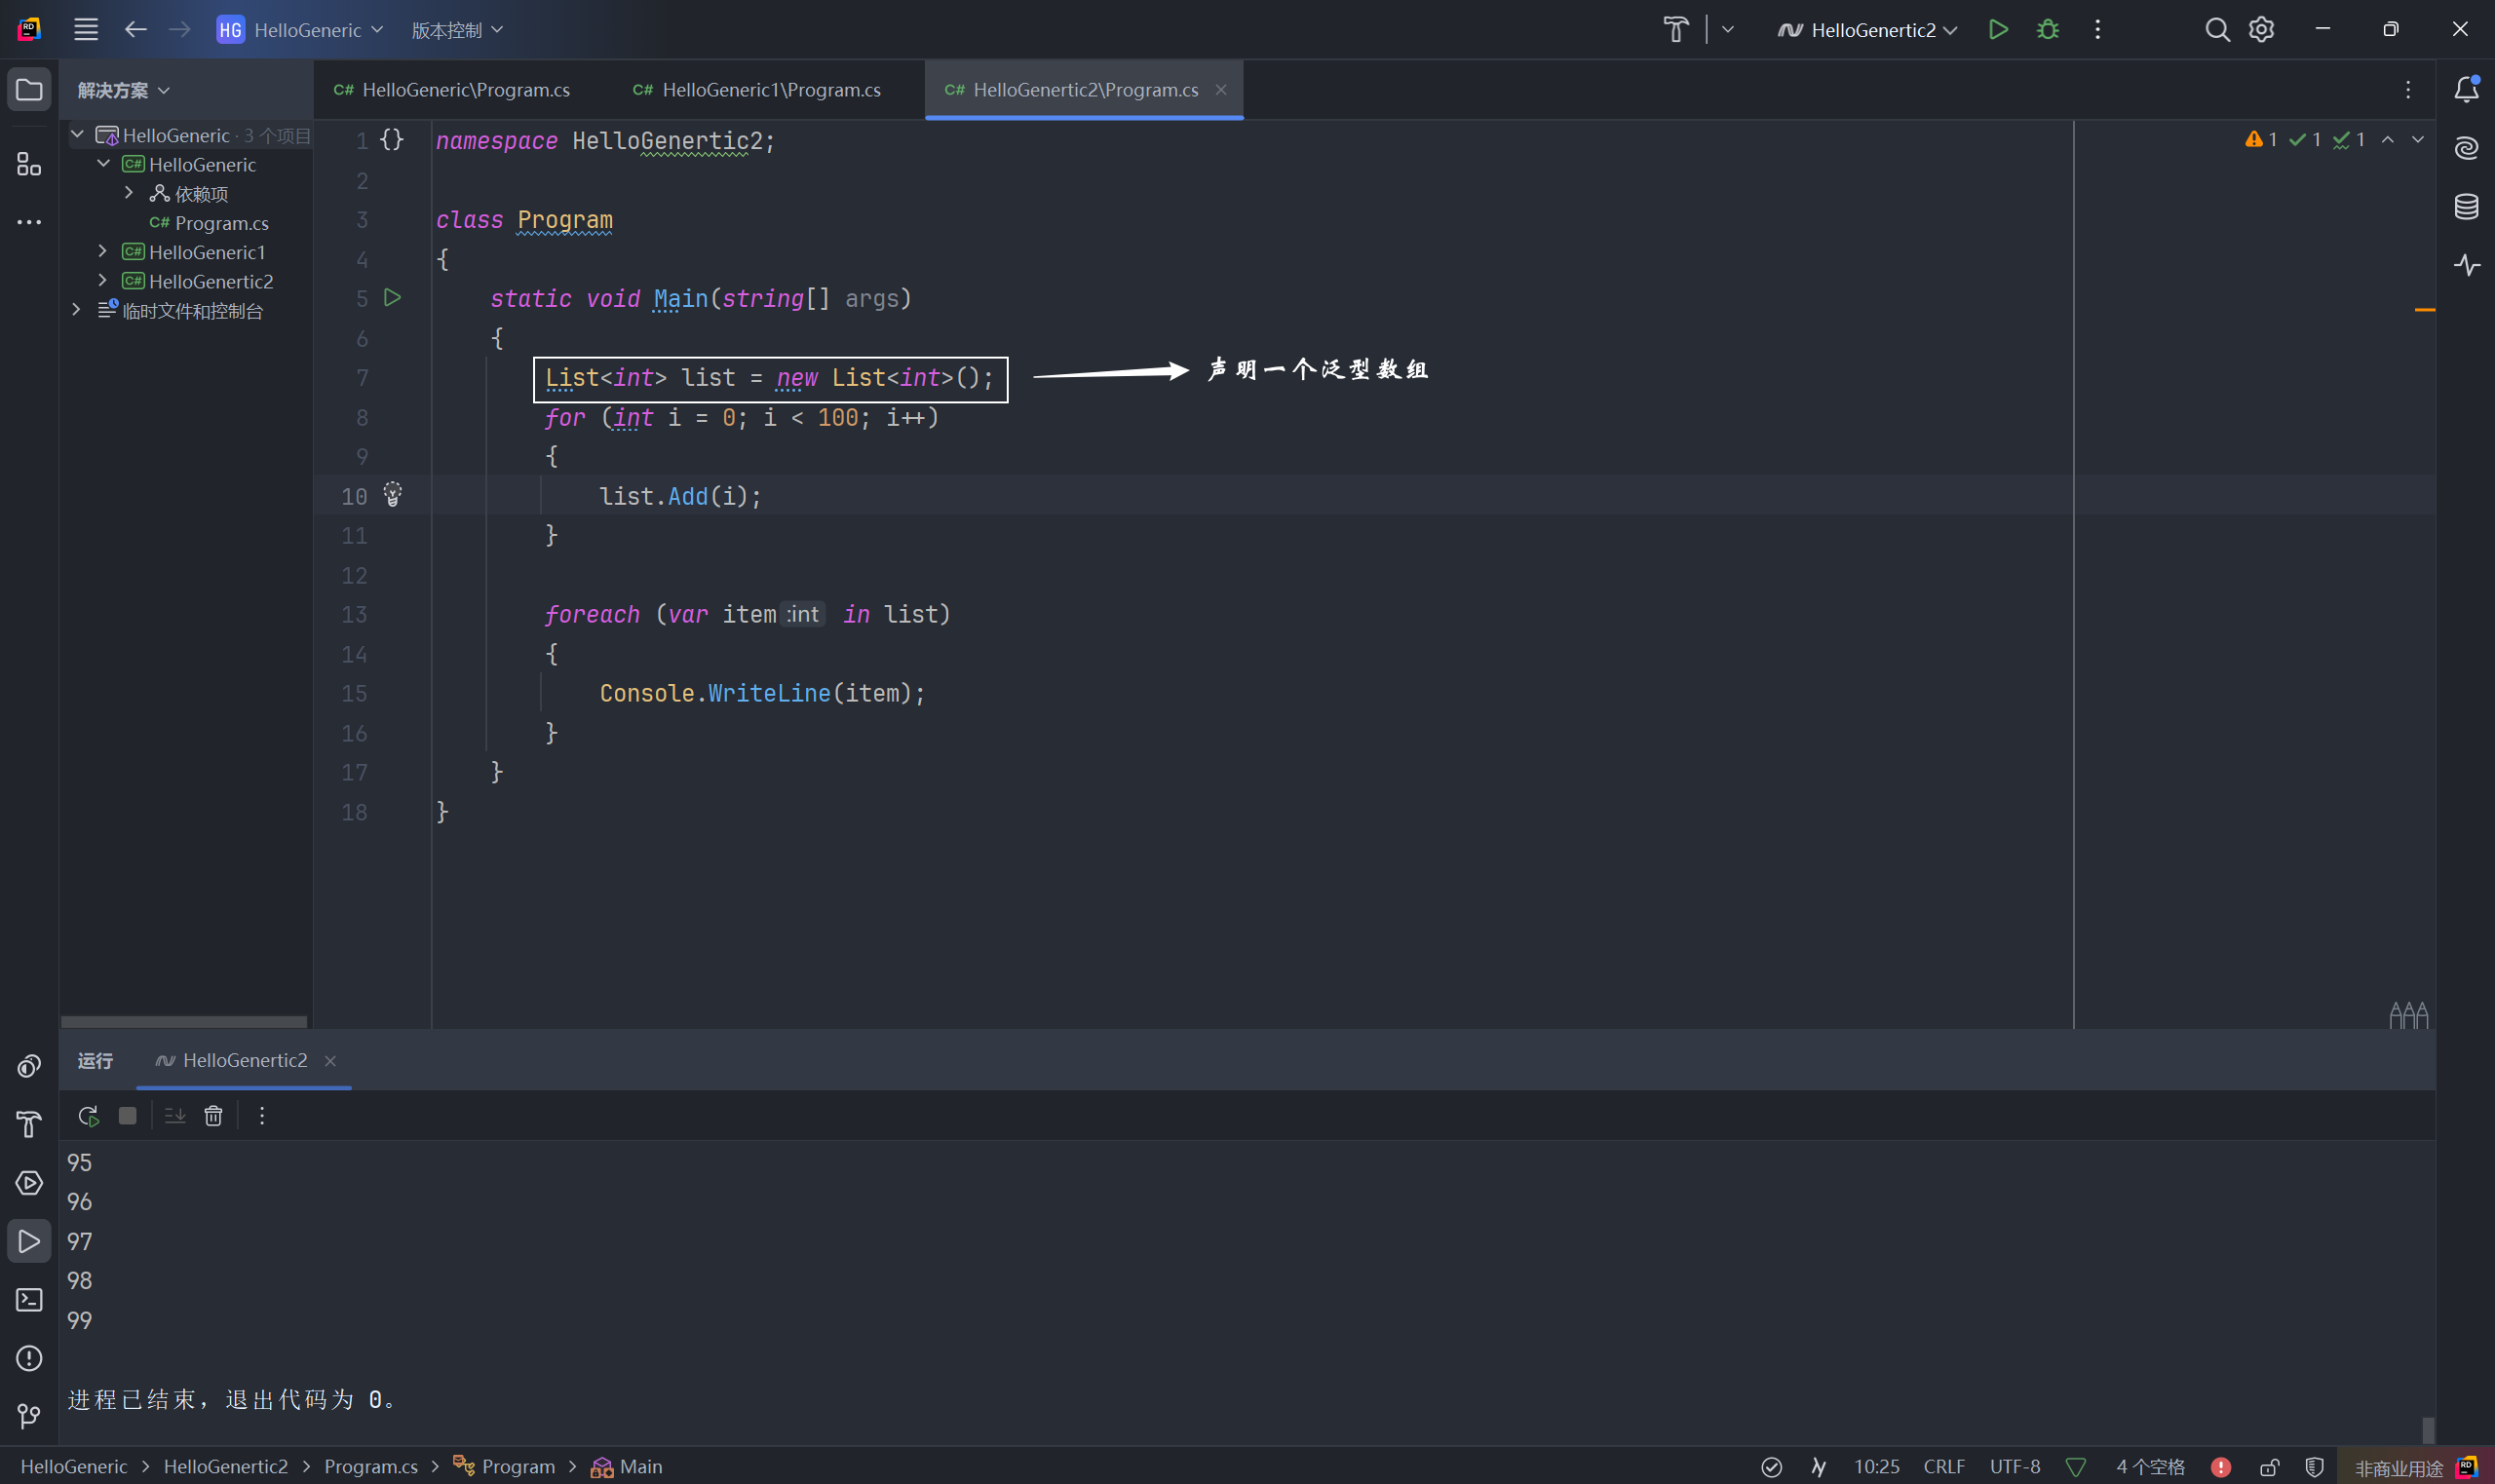 HG HelloGeneric 版本控制 HelloGenertic2
解决方案
C# HelloGeneric\Program.cs C# HelloGeneric1\Program.cs C# HelloGenertic2\Program.cs
HelloGeneric · 3 个项目
C# HelloGeneric
依赖项
C# Program.cs
C# HelloGeneric1
C# HelloGenertic2
临时文件和控制台
1 {} namespace HelloGenertic2;
2
3 class Program
4 {
5 static void Main(string[] args)
6 {
7 List<int> list = new List<int>(); 声明一个泛型数组
8 for (int i = 0; i < 100; i++)
9 {
10 list.Add(i);
11 }
12
13 foreach (var item :int in list)
14 {
15 Console.WriteLine(item);
16 }
17 }
18 }
1 1 1
运行 HelloGenertic2
95
96
97
98
99
进程已结束，退出代码为 0。
HelloGeneric > HelloGenertic2 > Program.cs > Program > Main 10:25 CRLF UTF-8 4 个空格 非商业用途